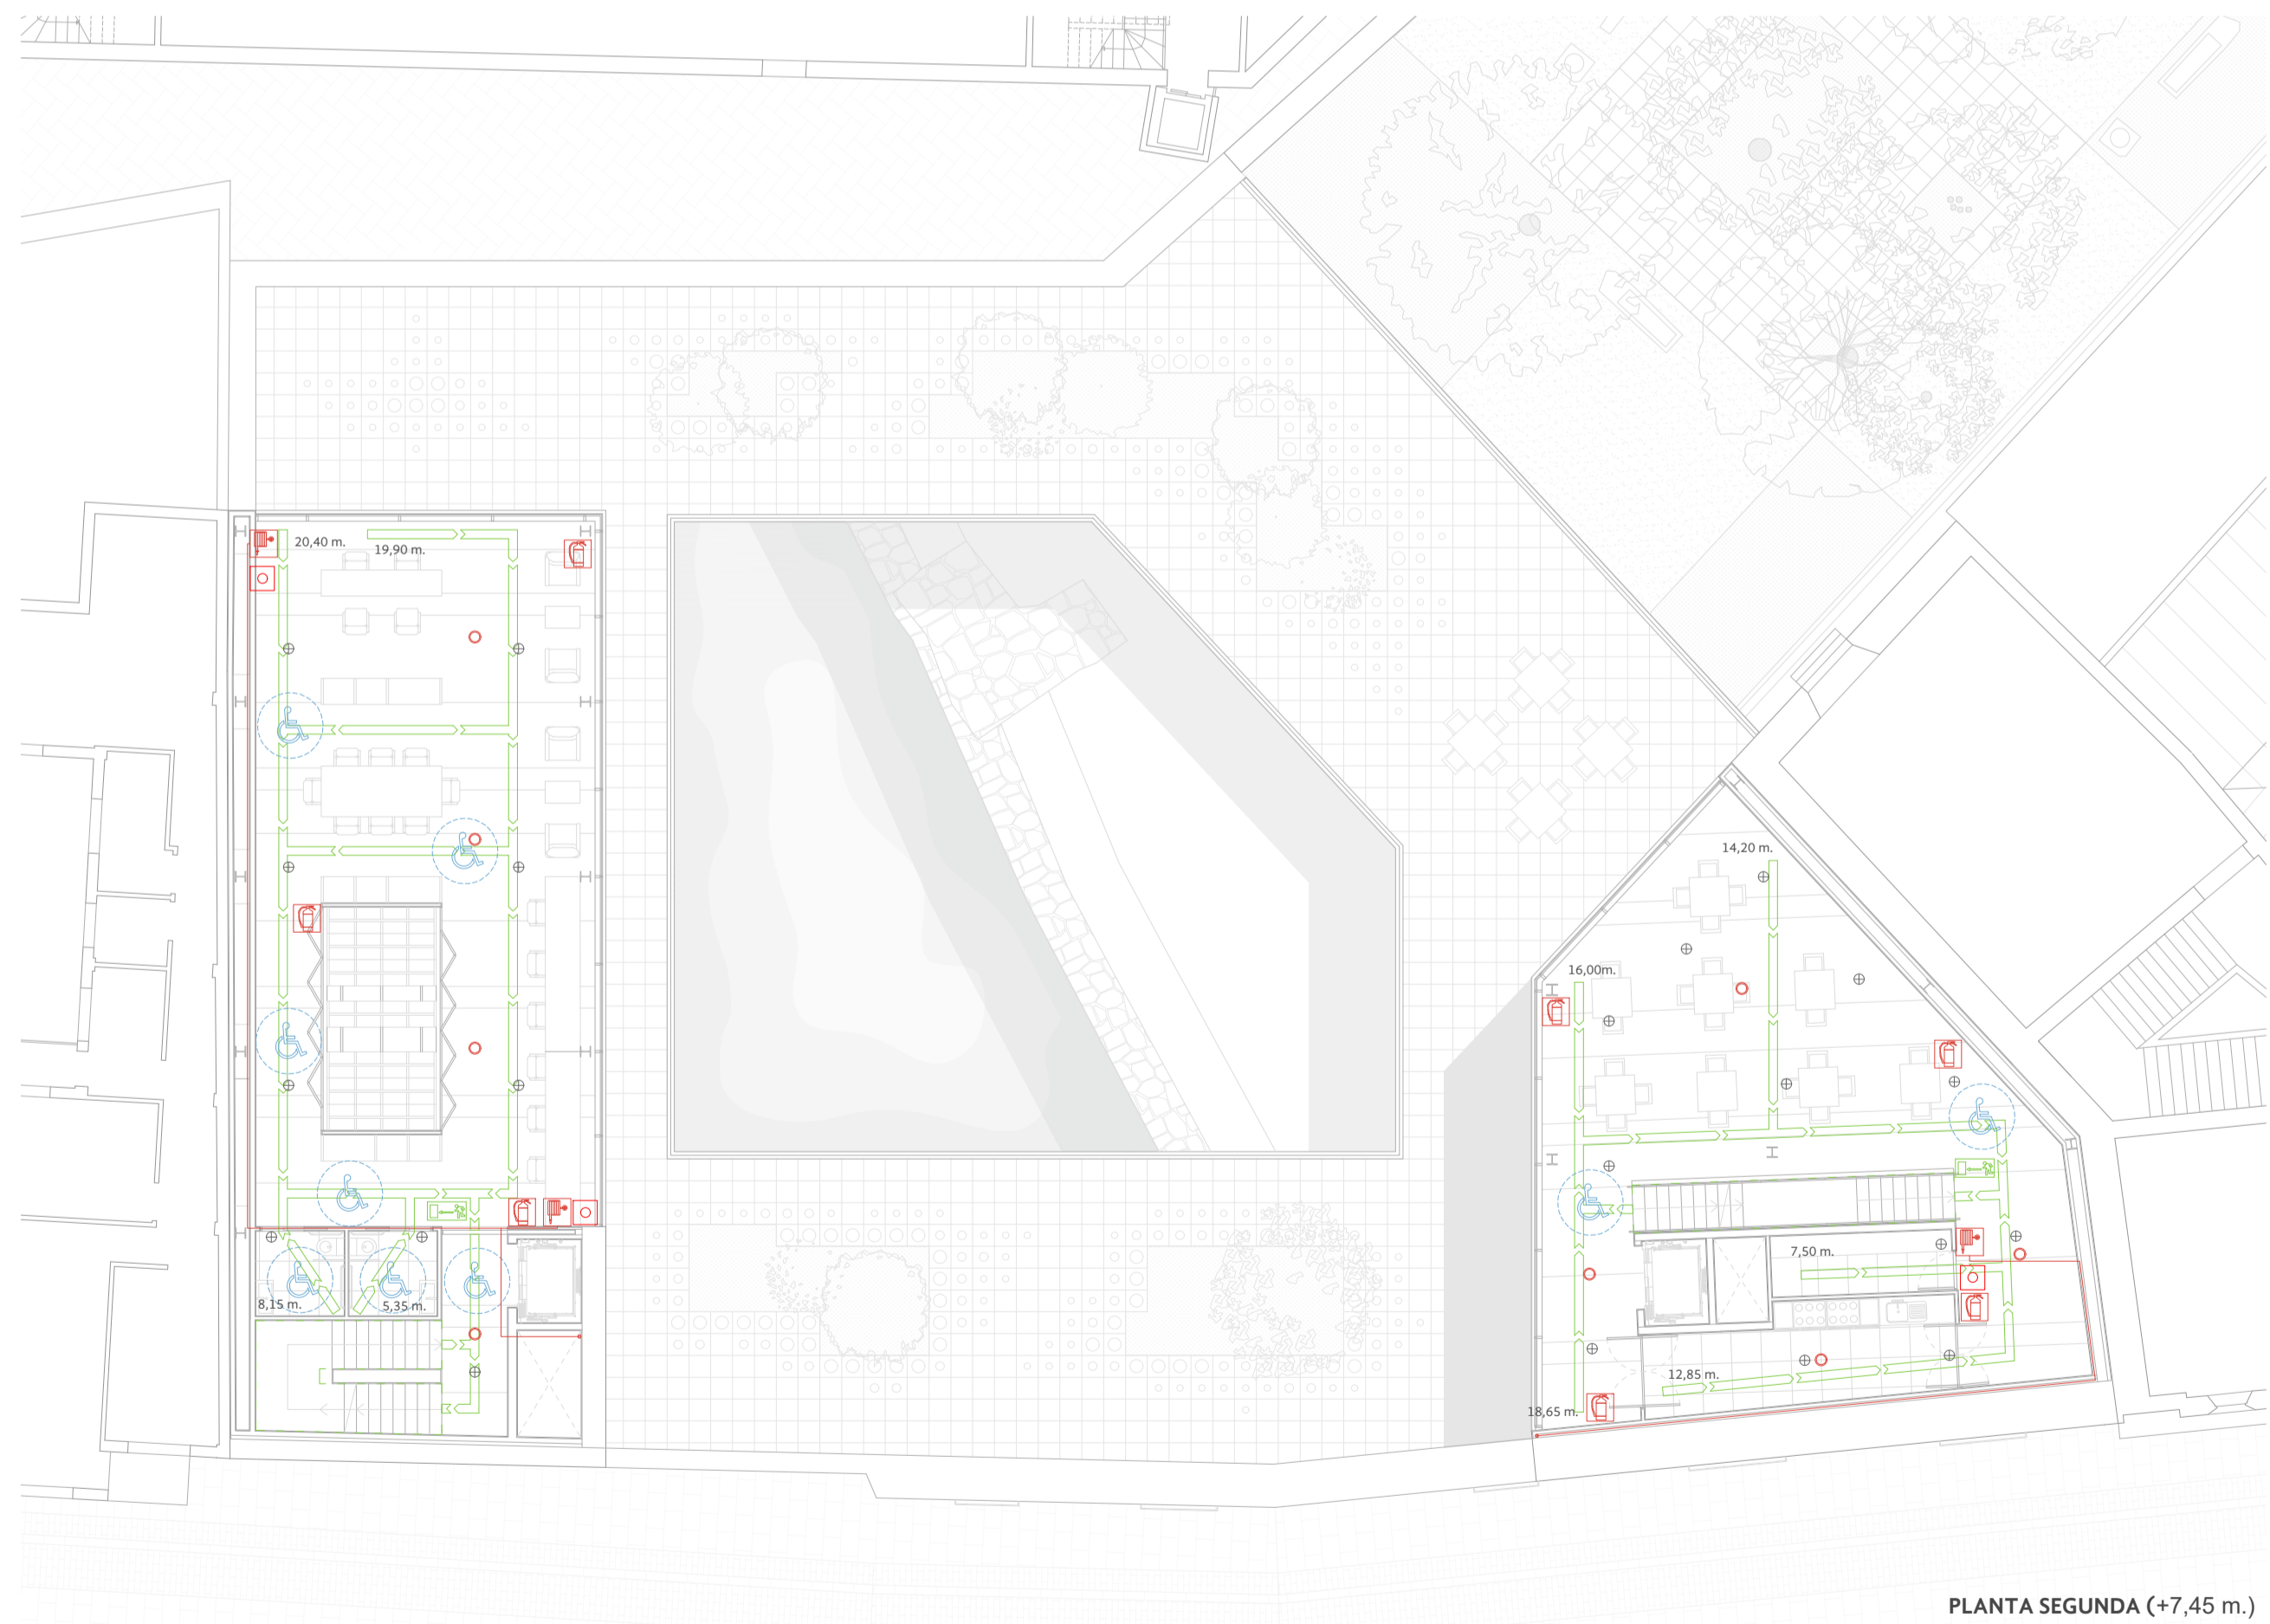 20,40 m.
19,90 m.
14,20 m.
16,00m.
7,50 m.
8,15 m.
5,35 m.
12,85 m.
18,65 m.
PLANTA SEGUNDA (+7,45 m.)